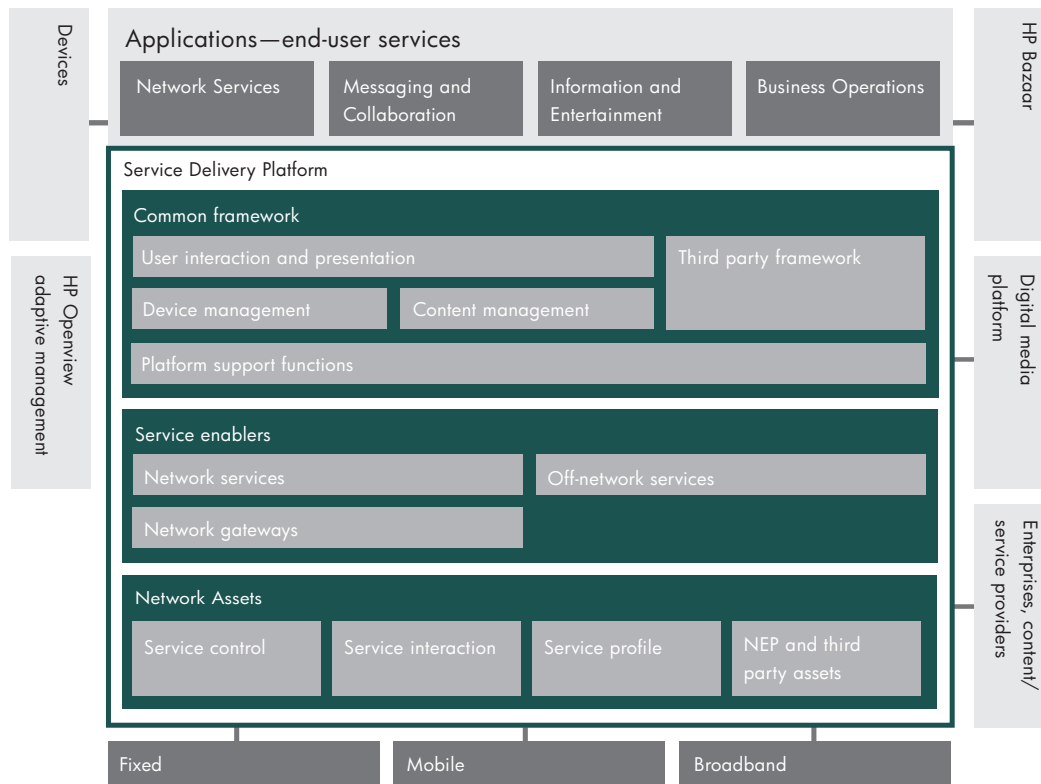 Devices
HP Openview
adaptive management
Applications—end-user services
Network Services
Messaging and
Collaboration
Information and
Entertainment
Business Operations
Service Delivery Platform
Common framework
User interaction and presentation
Third party framework
Device management
Content management
Platform support functions
Service enablers
Network services
Off-network services
Network gateways
Network Assets
Service control
Service interaction
Service profile
NEP and third
party assets
Fixed
Mobile
Broadband
HP Bazaar
Digital media
platform
Enterprises, content/
service providers